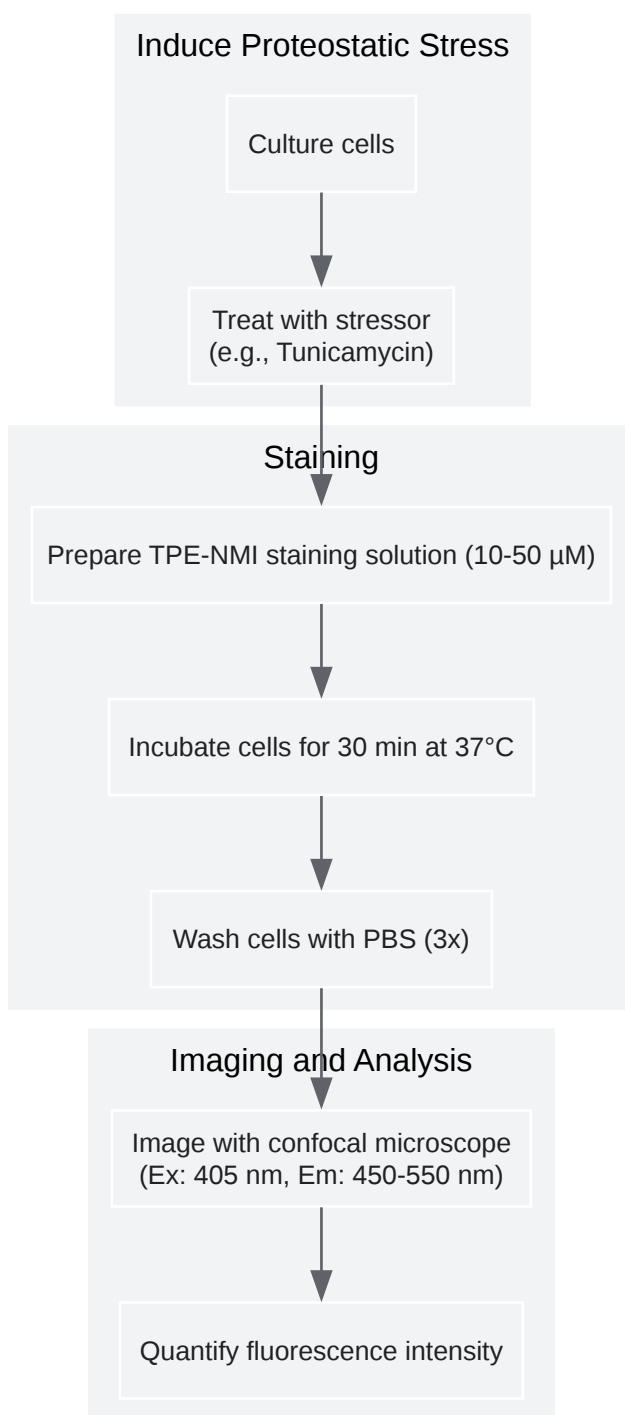 Induce Proteostatic Stress
Culture cells
Treat with stressor
(e.g., Tunicamycin)
Staining
Prepare TPE-NMI staining solution (10-50 µM)
Incubate cells for 30 min at 37°C
Wash cells with PBS (3x)
Imaging and Analysis
Image with confocal microscope
(Ex: 405 nm, Em: 450-550 nm)
Quantify fluorescence intensity